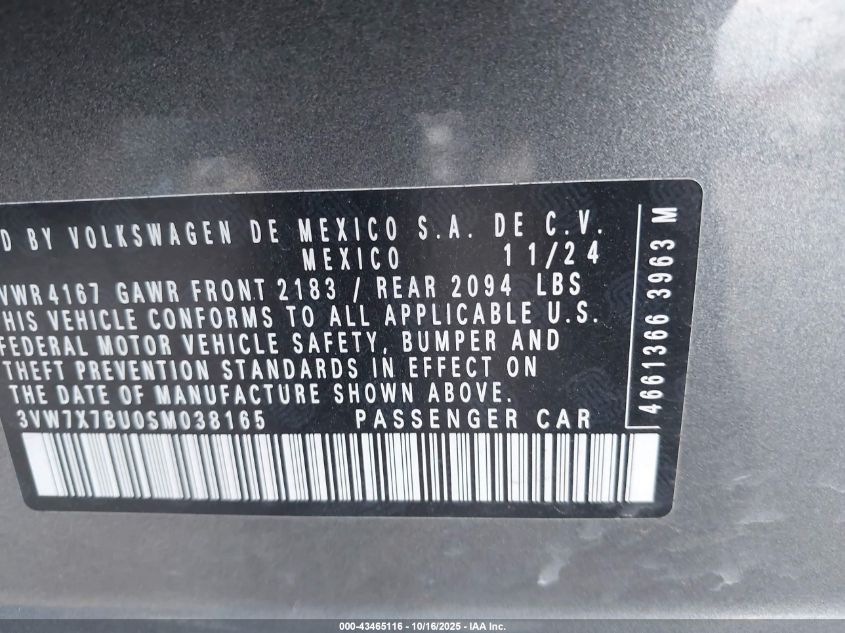 D BY VOLKSWAGEN DE MEXICO S.A. DE C.V.
MEXICO 11/24
VWR 4167 GAWR FRONT 2183 / REAR 2094 LBS
HIS VEHICLE CONFORMS TO ALL APPLICABLE U.S.
FEDERAL MOTOR VEHICLE SAFETY, BUMPER AND
THEFT PREVENTION STANDARDS IN EFFECT ON
THE DATE OF MANUFACTURE SHOWN ABOVE.
3VW7X7BU0SM038165 PASSENGER CAR
4661366 3963 M
000-43465116 - 10/16/2025 - IAA Inc.